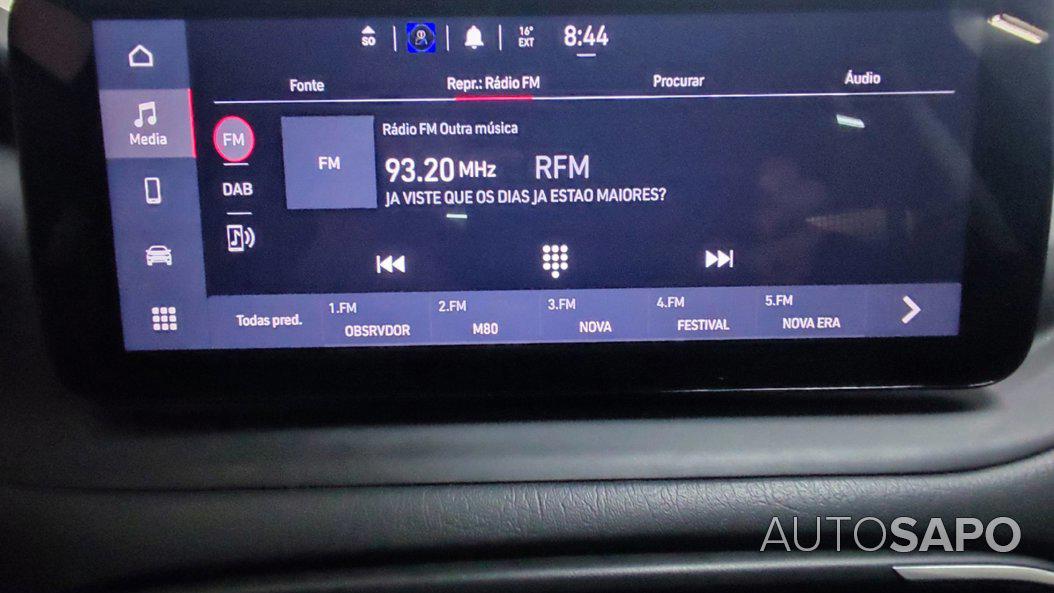 SO 16° EXT 8:44
Fonte Repr.: Rádio FM Procurar Áudio
Media
FM
DAB
FM
Rádio FM Outra música
93.20 MHz RFM
JA VISTE QUE OS DIAS JA ESTAO MAIORES?
Todas pred.
1.FM OBSRVDOR
2.FM M80
3.FM NOVA
4.FM FESTIVAL
5.FM NOVA ERA
AUTOSAPO